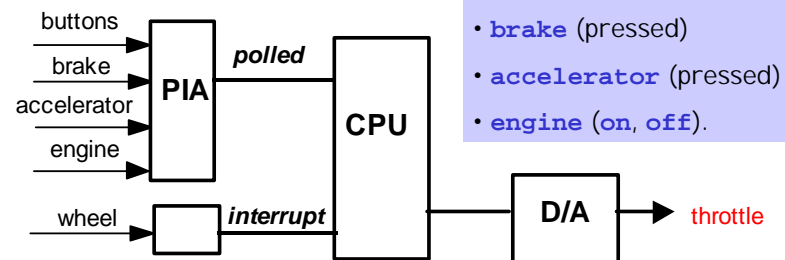 buttons
brake
accelerator
engine
PIA
polled
CPU
wheel
interrupt
D/A
throttle
• brake (pressed)
• accelerator (pressed)
• engine (on, off).